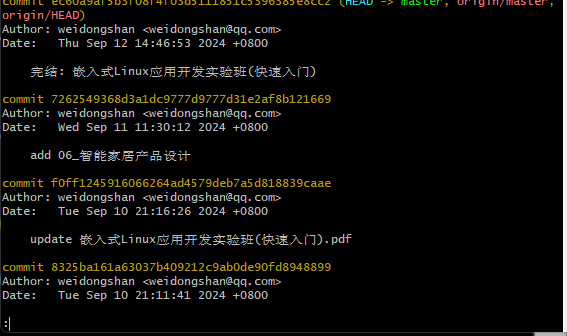 commit ec60a9af5b3f08f4f03d5111851c5396385e8cc2 (HEAD -> master, origin/master,
origin/HEAD)
Author: weidongshan <weidongshan@qq.com>
Date:   Thu Sep 12 14:46:53 2024 +0800
完结: 嵌入式Linux应用开发实验班(快速入门)
commit 7262549368d3a1dc9777d9777d31e2af8b121669
Author: weidongshan <weidongshan@qq.com>
Date:   Wed Sep 11 11:30:12 2024 +0800
add 06_智能家居产品设计
commit f0ff1245916066264ad4579deb7a5d818839caae
Author: weidongshan <weidongshan@qq.com>
Date:   Tue Sep 10 21:16:26 2024 +0800
update 嵌入式Linux应用开发实验班(快速入门).pdf
commit 8325ba161a63037b409212c9ab0de90fd8948899
Author: weidongshan <weidongshan@qq.com>
Date:   Tue Sep 10 21:11:41 2024 +0800
: